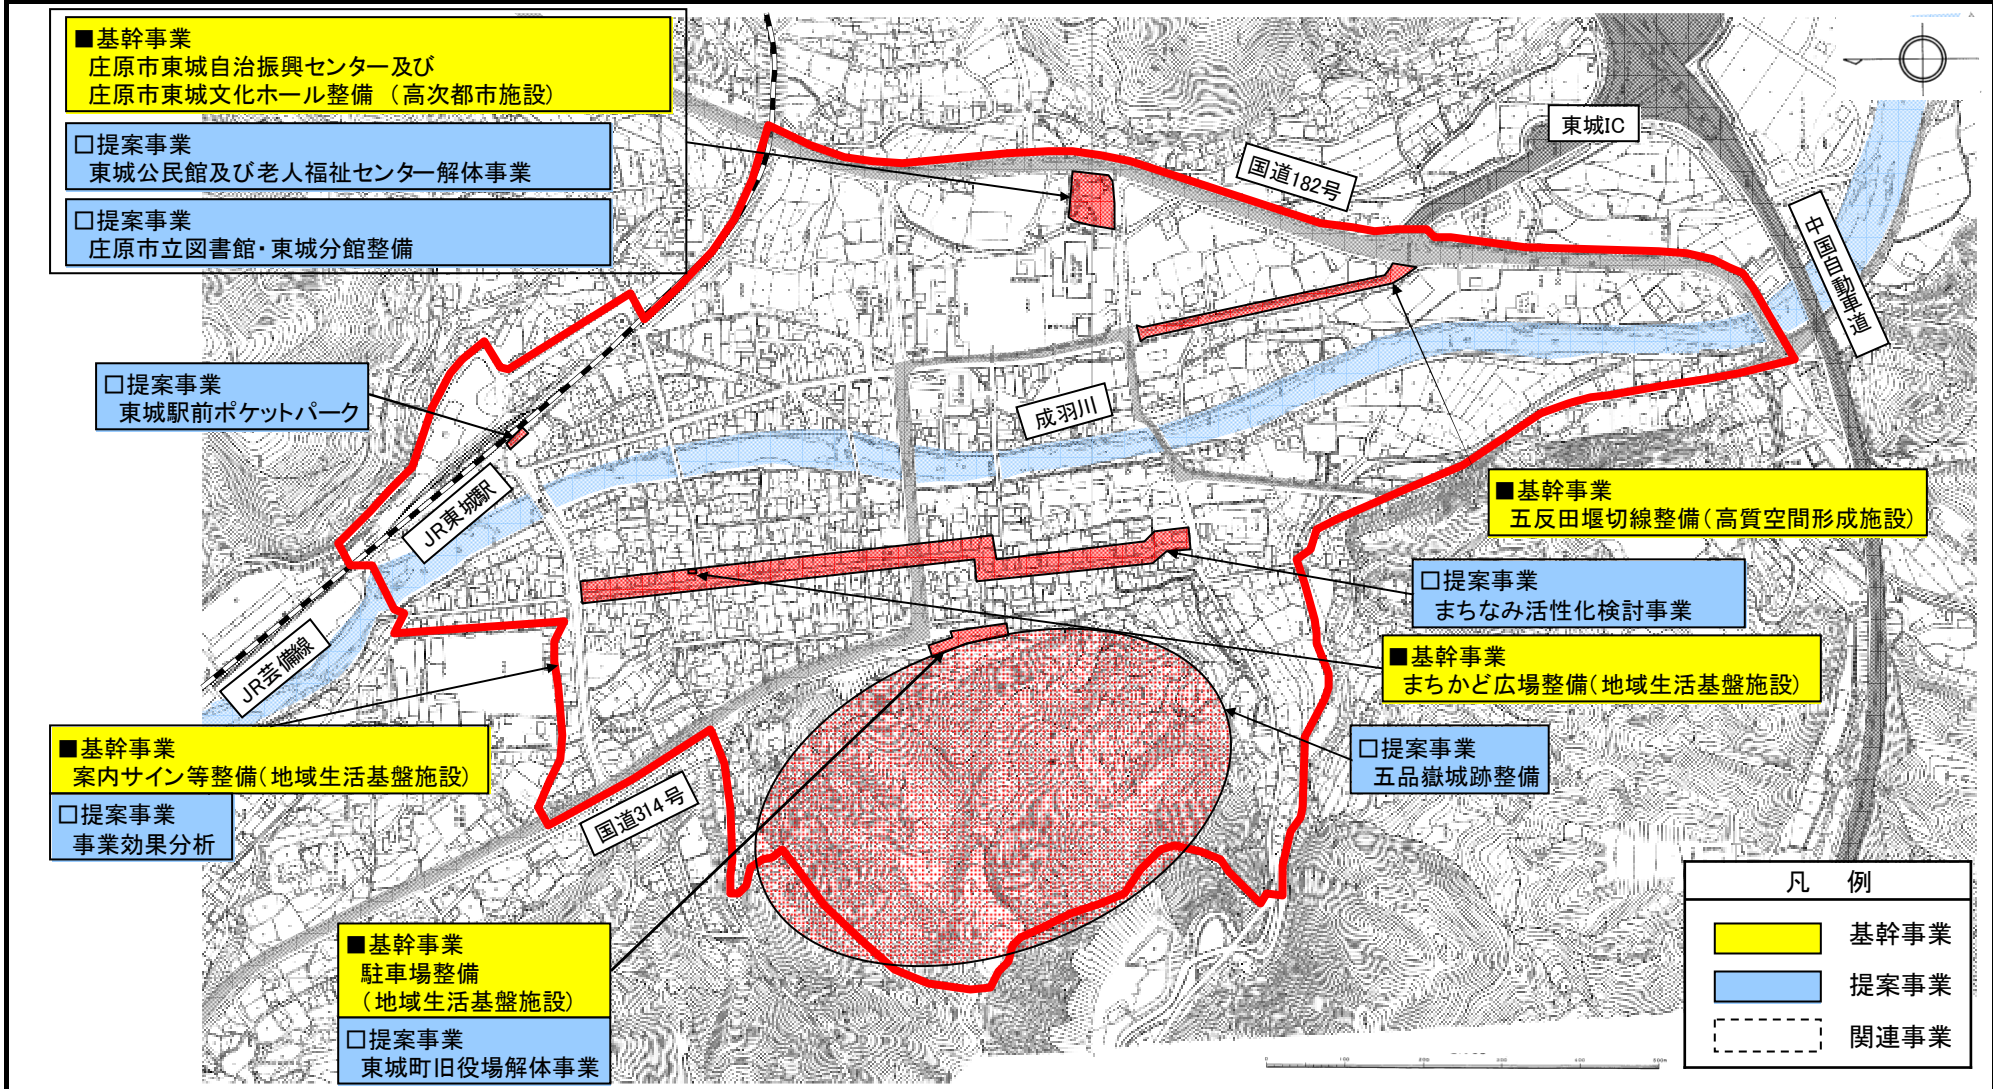 ■基幹事業
庄原市東城自治振興センター及び
庄原市東城文化ホール整備 （高次都市施設）
□提案事業
東城公民館及び老人福祉センター解体事業
□提案事業
庄原市立図書館・東城分館整備
東城IC
国道182号
中国自動車道
□提案事業
東城駅前ポケットパーク
成羽川
JR東城駅
■基幹事業
五反田堰切線整備（高質空間形成施設）
□提案事業
まちなみ活性化検討事業
JR芸備線
■基幹事業
まちかど広場整備（地域生活基盤施設）
■基幹事業
案内サイン等整備（地域生活基盤施設）
□提案事業
事業効果分析
□提案事業
五品嶽城跡整備
国道314号
■基幹事業
駐車場整備
（地域生活基盤施設）
□提案事業
東城町旧役場解体事業
凡　例
基幹事業
提案事業
関連事業
0 100 200 300 400 500m